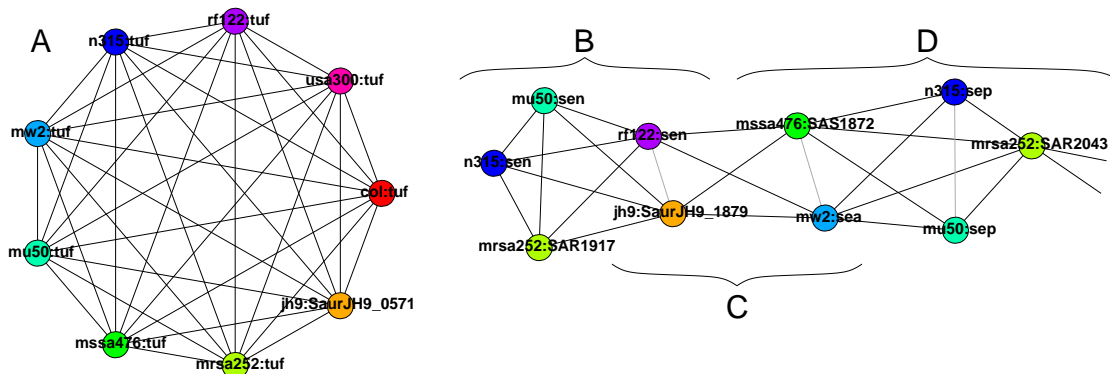 A
rf122:tuf
n315:tuf
usa300:tuf
mw2:tuf
col:tuf
mu50:tuf
jh9:SaurJH9_0571
mssa476:tuf
mrsa252:tuf
B
D
mu50:sen
n315:sep
rf122:sen
mssa476:SAS1872
mrsa252:SAR2043
n315:sen
jh9:SaurJH9_1879
mw2:sea
mu50:sep
mrsa252:SAR1917
C